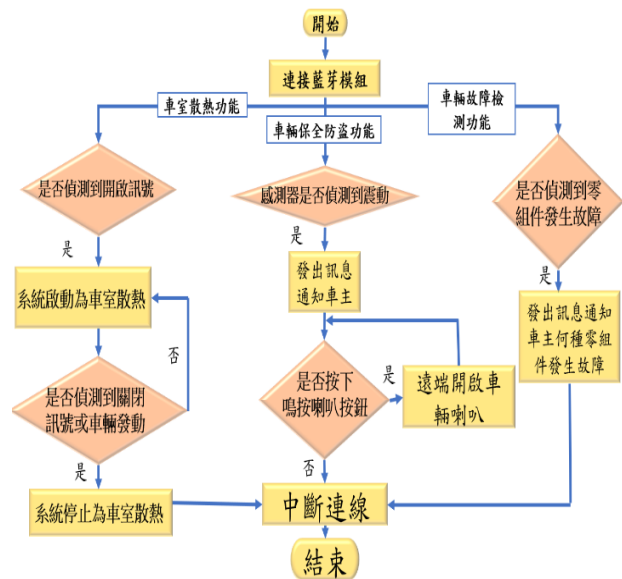 開始
連接藍芽模組
車室散熱功能
車輛保全防盜功能
車輛故障檢
測功能
是否偵測到開啟訊號
感測器是否偵測到震動
是否偵測到零
組件發生故障
是
是
是
系統啟動為車室散熱
發出訊息
通知車主
發出訊息通知
車主何種零組
件發生故障
否
是否偵測到關閉
訊號或車輛發動
是否按下
鳴按喇叭按鈕
是
遠端開啟車
輛喇叭
是
否
系統停止為車室散熱
中斷連線
結束